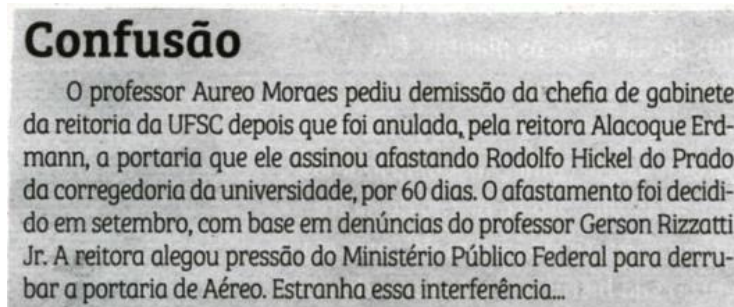 Confusão
O professor Aureo Moraes pediu demissão da chefia de gabinete
da reitoria da UFSC depois que foi anulada, pela reitora Alacoque Erd-
mann, a portaria que ele assinou afastando Rodolfo Hickel do Prado
da corregedoria da universidade, por 60 dias. O afastamento foi decidi-
do em setembro, com base em denúncias do professor Gerson Rizzatti
Jr. A reitora alegou pressão do Ministério Público Federal para derru-
bar a portaria de Aéreo. Estranha essa interferência...